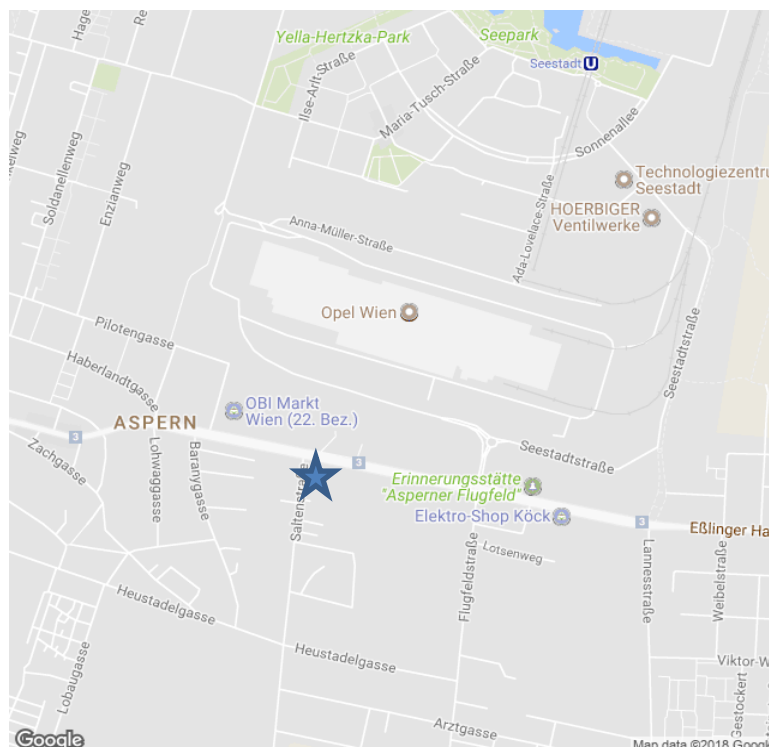 Yella-Hertzka-Park
Seepark
Seestadt U
Ilse-Arlt-Straße
Maria-Tusch-Straße
Sonnenallee
Soldanellenweg
Enzianweg
Technologiezentru
Seestadt
HOERBIGER
Ventilwerke
Anna-Müller-Straße
Ada-Lovelace-Straße
Opel Wien
Pilotengasse
Seestadtstraße
Haberlandtgasse
OBI Markt
Wien (22. Bez.)
ASPERN
3
Zachgasse
Lohwaggasse
Baranygasse
3
Seestadtstraße
Saltenstraße
Erinnerungsstätte
"Asperner Flugfeld"
Elektro-Shop Köck
3
Eßlinger Ha
Flugfeldstraße
Lotsenweg
Lannesstraße
Weibelstraße
Heustadelgasse
Heustadelgasse
Lobaugasse
Viktor-W
Gestockert
Arztgasse
Google
Map data ©2018 Google